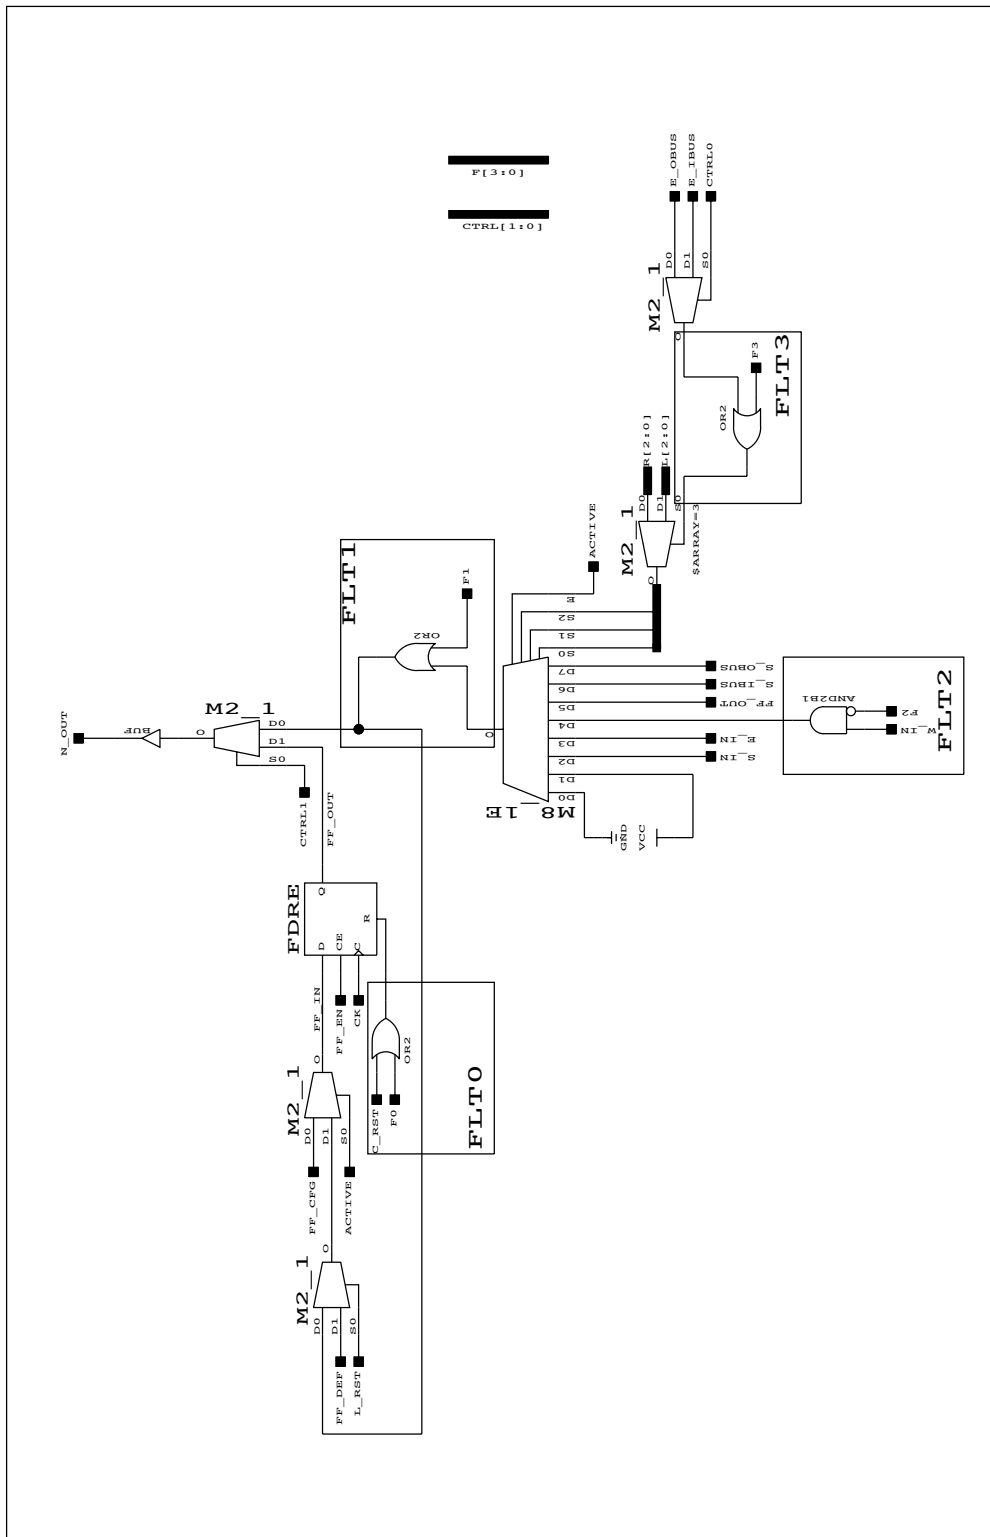 F[3:0]
CTRL[1:0]
E_OBUS
E_IBUS
CTRL0
D0
D1
S0
M2_1
O
FLT3
F3
OR2
R[2:0]
L[2:0]
D0
D1
S0
M2_1
$ARRAY=3
O
ACTIVE
E
S2
S1
S0
FLT1
F1
OR2
O
D7
D6
D5
D4
D3
D2
D1
D0
M8_1E
S_OBUS
S_IBUS
FF_OUT
E_IN
S_IN
FLT2
AND2B1
F2
W_IN
GND
VCC
N_OUT
BUF
M2_1
O
D0
D1
S0
CTRL1
FF_OUT
FDRE
Q
D
CE
C
R
FF_IN
FF_EN
CK
FLT0
OR2
C_RST
F0
M2_1
O
D0
D1
S0
FF_CFG
ACTIVE
M2_1
O
D0
D1
S0
FF_DEF
L_RST